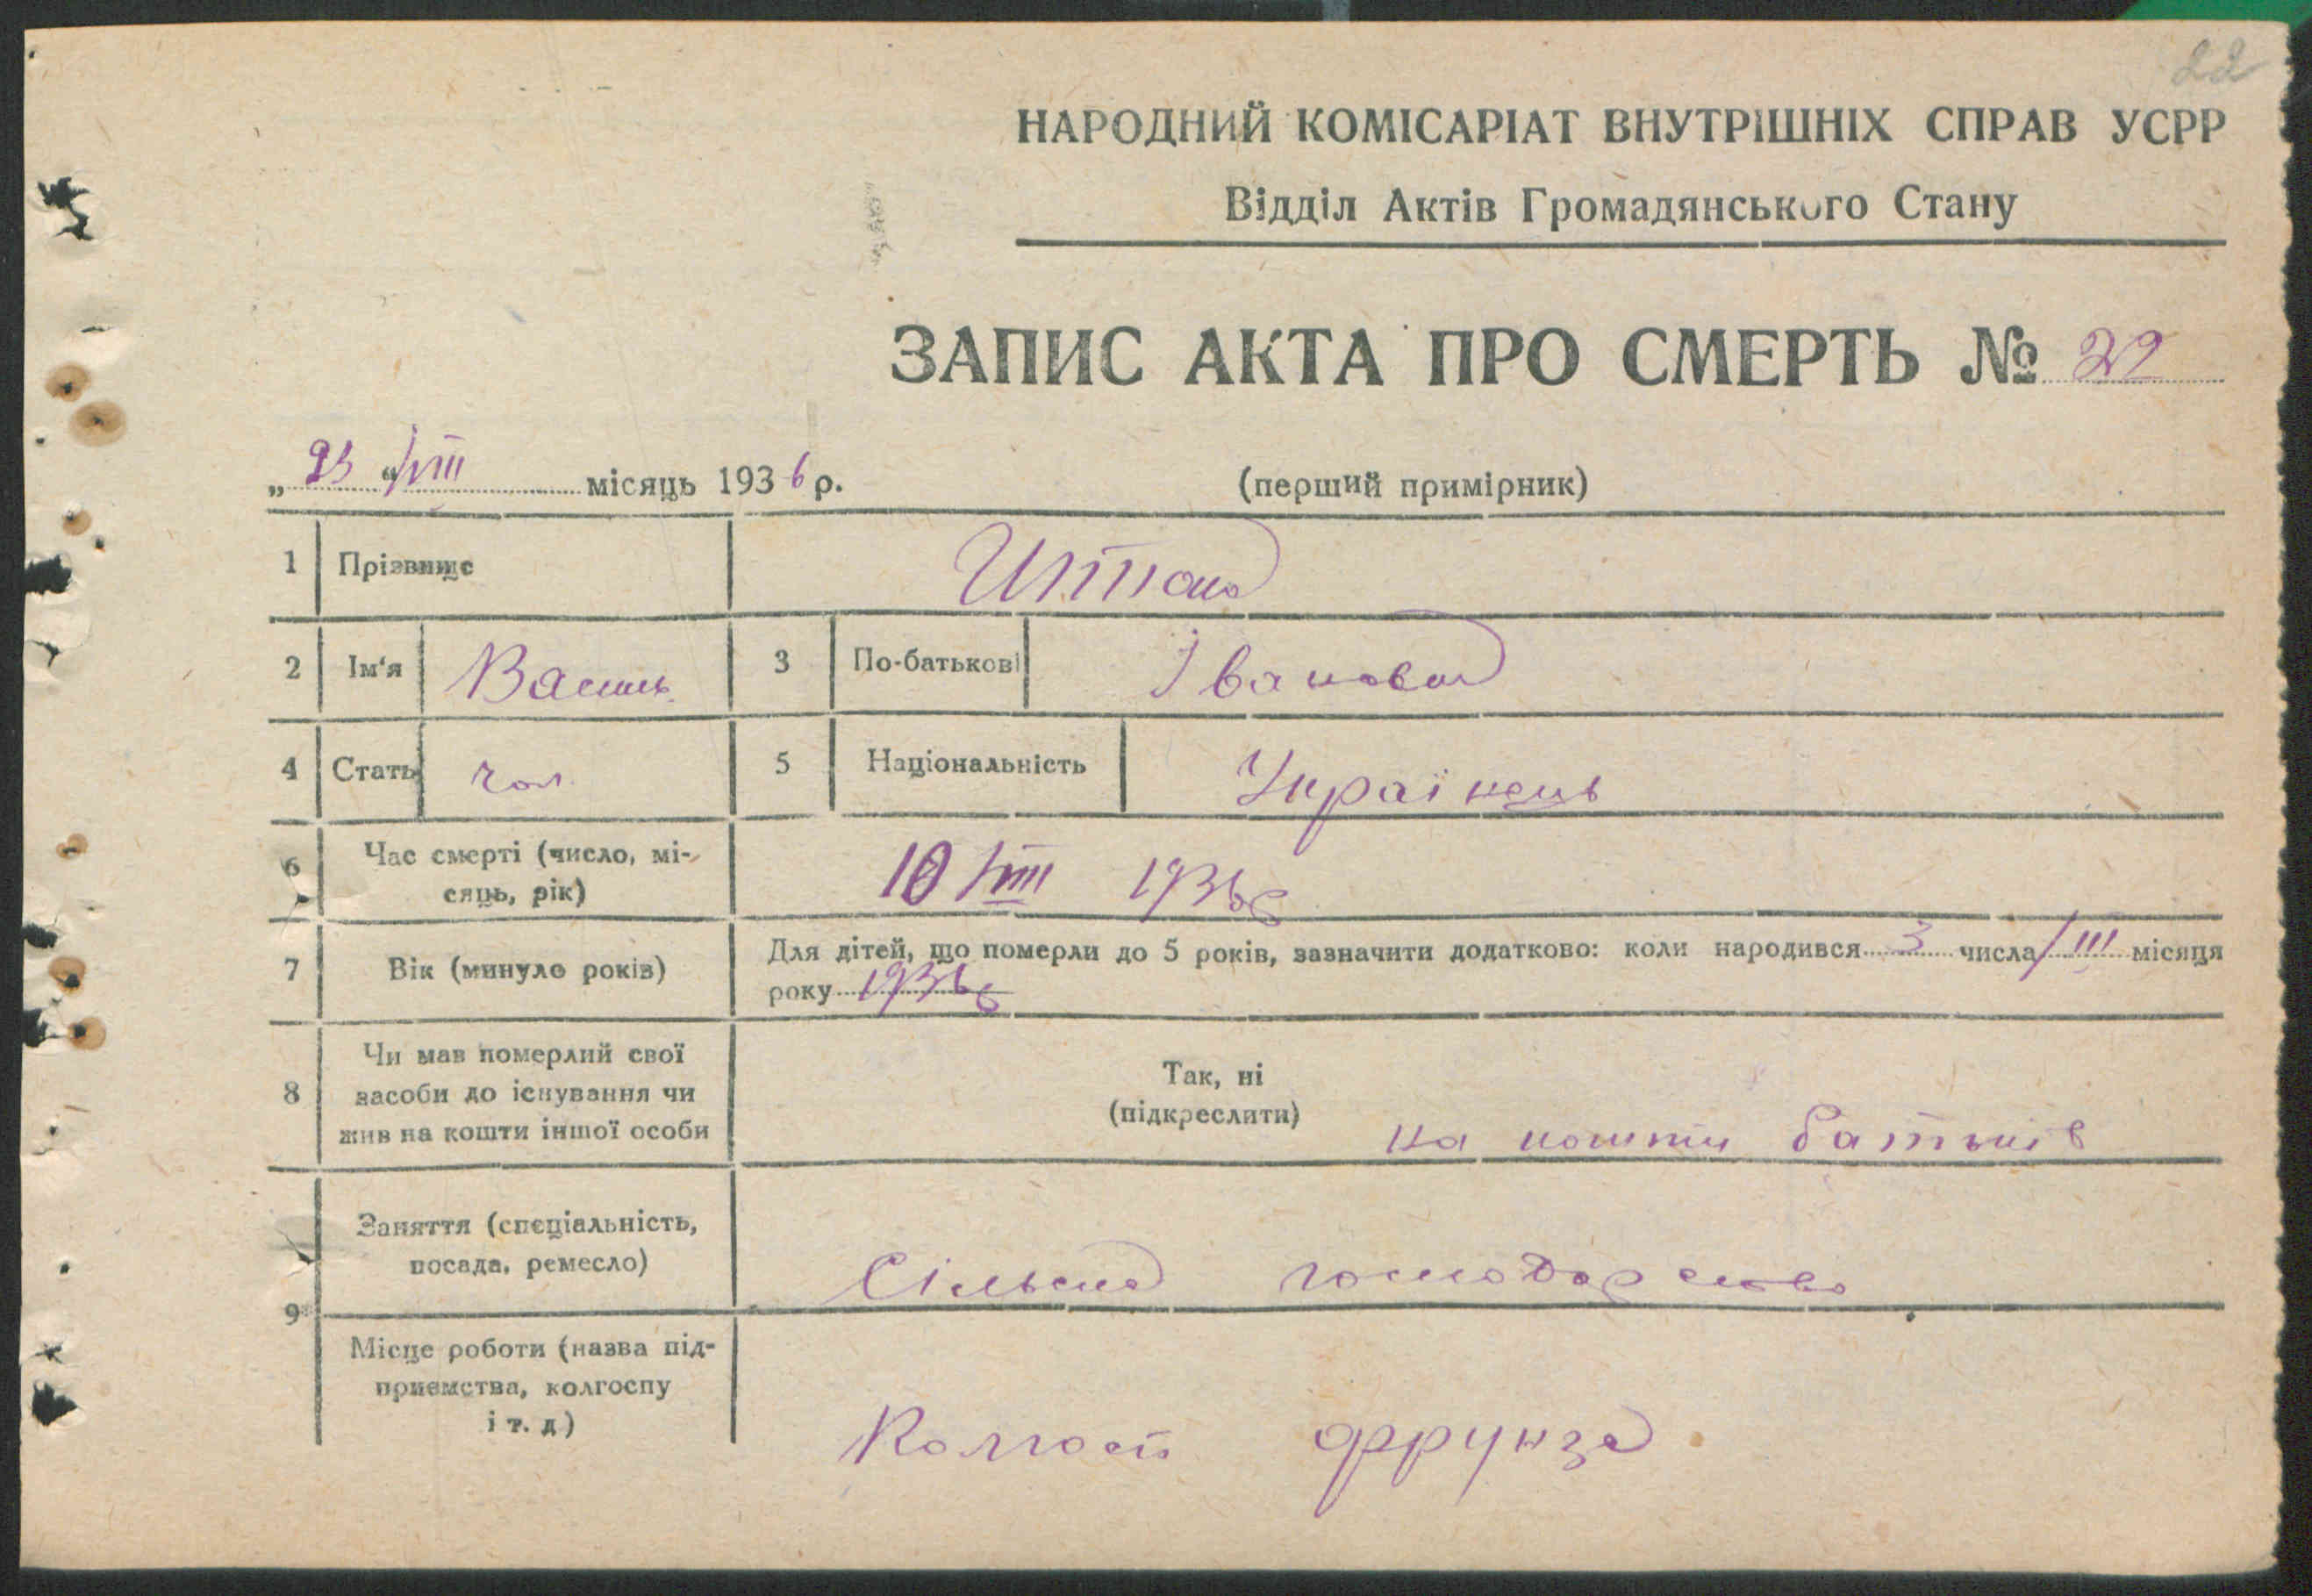 22
НАРОДНИЙ КОМІСАРІАТ ВНУТРІШНІХ СПРАВ УСРР
Відділ Актів Громадянського Стану
ЗАПИС АКТА ПРО СМЕРТЬ № 22
„ 23 “ /VIII місяць 1936 р. (перший примірник)
1 Прізвище
2 Ім'я Василь 3 По-батькові Іванович
4 Стать чол. 5 Національність Українець
6 Час смерті (число, мі-
сяць, рік) 10/VIII 1936 р
7 Вік (минуло років) Для дітей, що померли до 5 років, зазначити додатково: коли народився 3 числа / III місяця
року 1936 р
8 Чи мав померлий свої
засоби до існування чи
жив на кошти іншої особи Так, ні
(підкреслити) на кошти батьків
9 Заняття (спеціальність,
посада, ремесло) Сільське господарство
Місце роботи (назва під-
приємства, колгоспу
і т. д) Колгосп Фрунзе